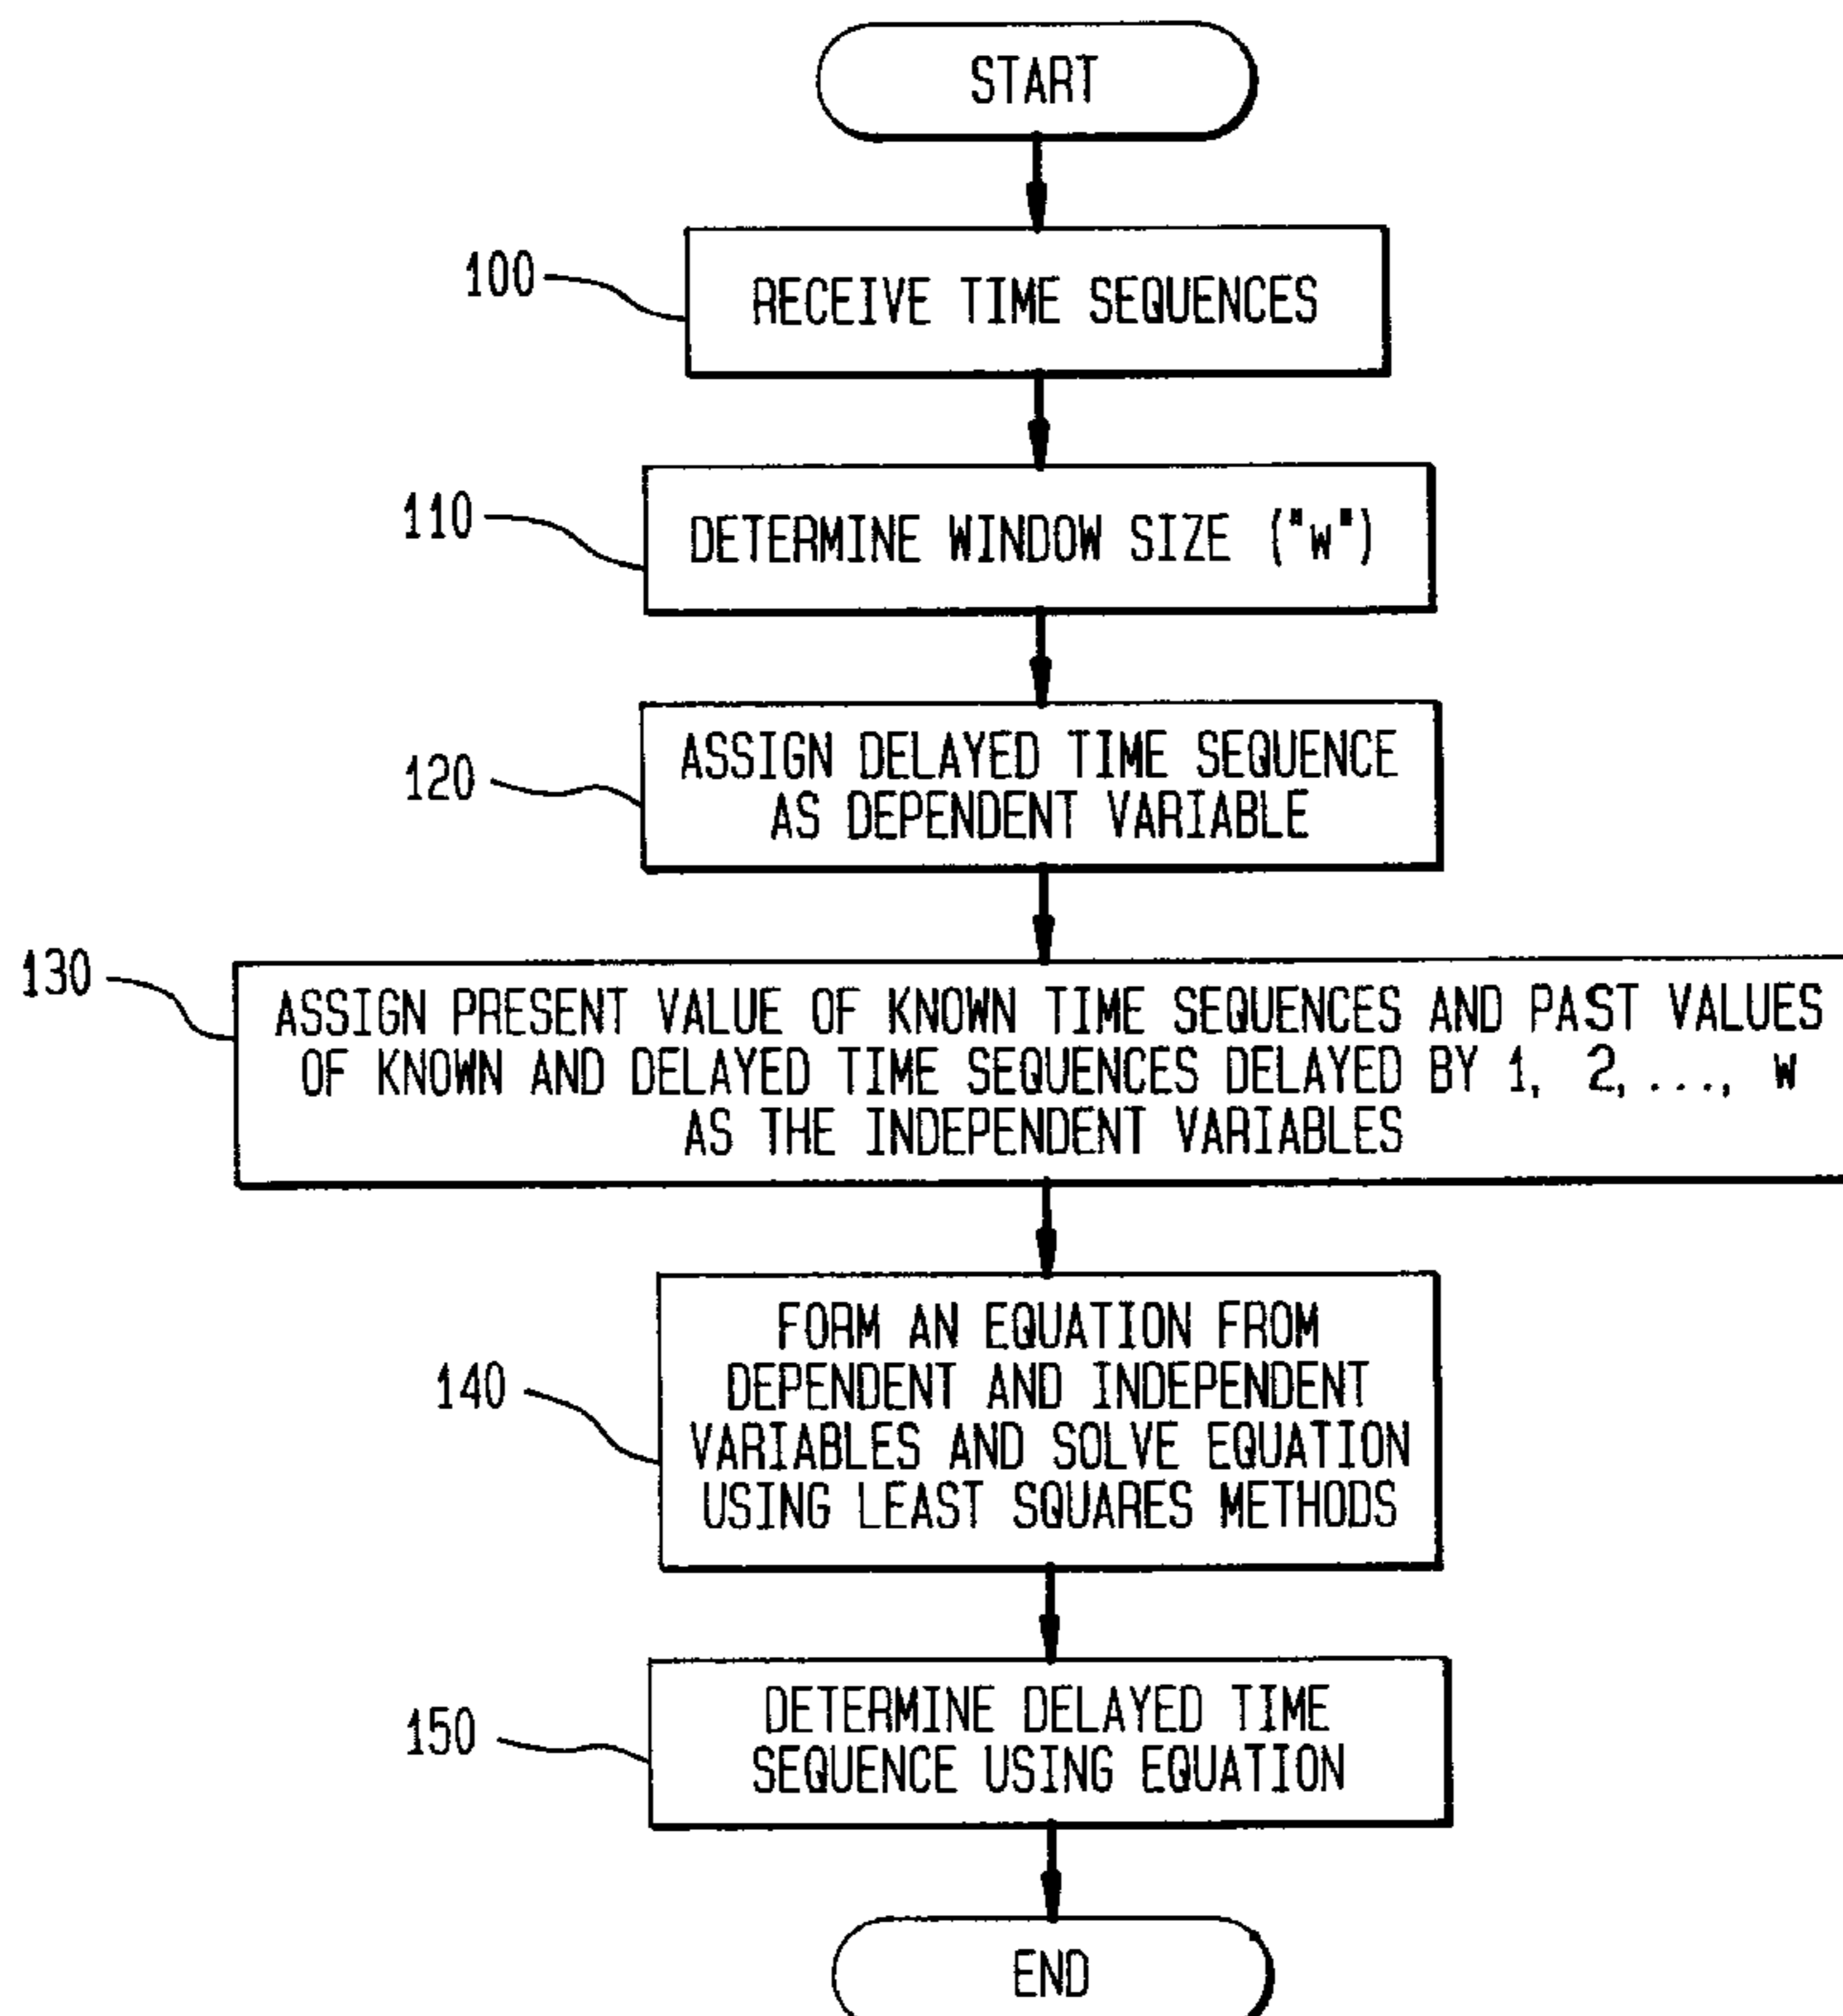 START
100
RECEIVE TIME SEQUENCES
110
DETERMINE WINDOW SIZE ("w")
120
ASSIGN DELAYED TIME SEQUENCE
AS DEPENDENT VARIABLE
130
ASSIGN PRESENT VALUE OF KNOWN TIME SEQUENCES AND PAST VALUES
OF KNOWN AND DELAYED TIME SEQUENCES DELAYED BY 1, 2, ..., w
AS THE INDEPENDENT VARIABLES
140
FORM AN EQUATION FROM
DEPENDENT AND INDEPENDENT
VARIABLES AND SOLVE EQUATION
USING LEAST SQUARES METHODS
150
DETERMINE DELAYED TIME
SEQUENCE USING EQUATION
END